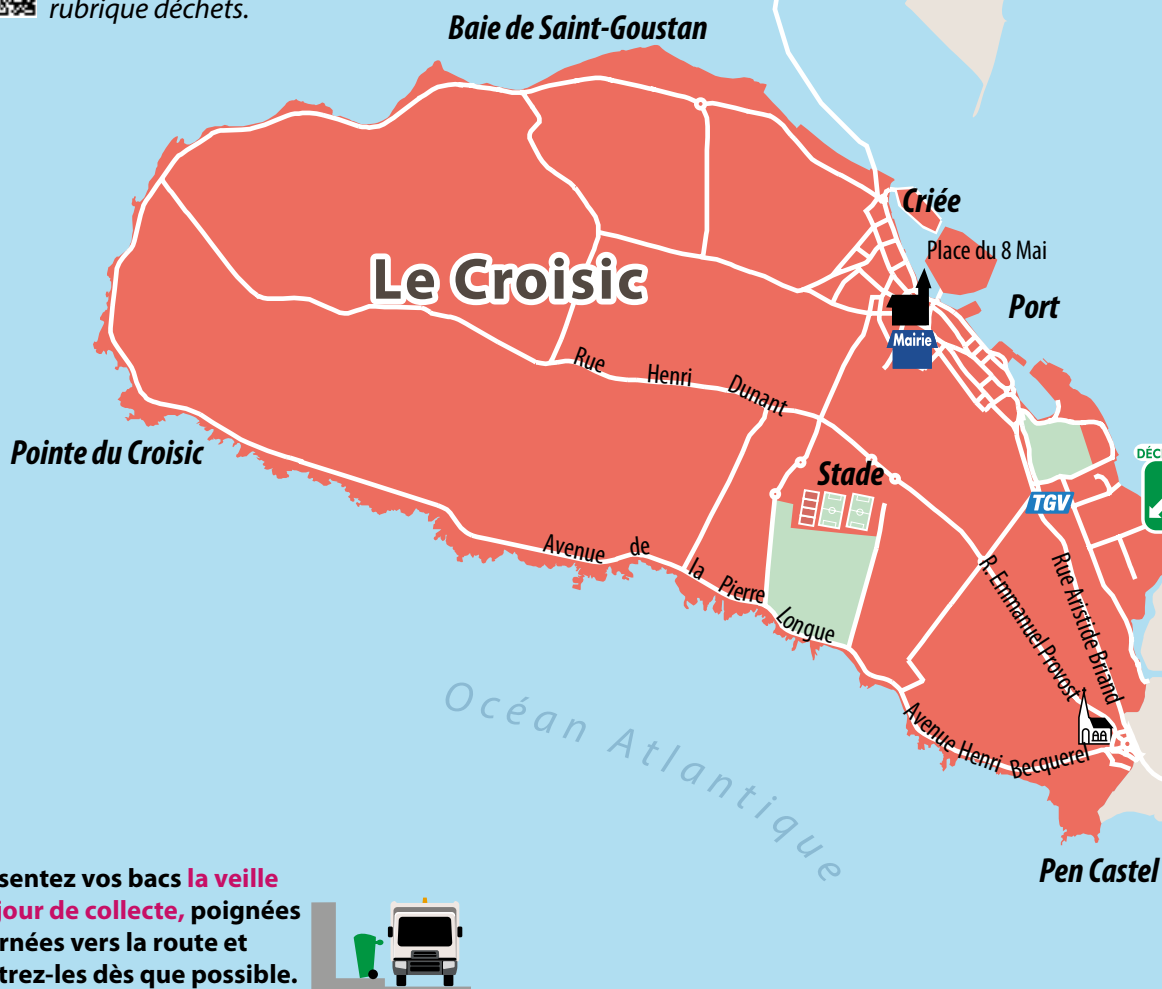 rubrique déchets.
Baie de Saint-Goustan
Criée
Place du 8 Mai
Le Croisic
Port
Mairie
Rue Henri Dunant
Pointe du Croisic
Stade
DÉC
TGV
Avenue de la Pierre Longue
R. Emmanuel Provost
Rue Aristide Briand
Océan Atlantique
Avenue Henri Becquerel
Pen Castel
sentez vos bacs la veille
jour de collecte, poignées
rnées vers la route et
trez-les dès que possible.